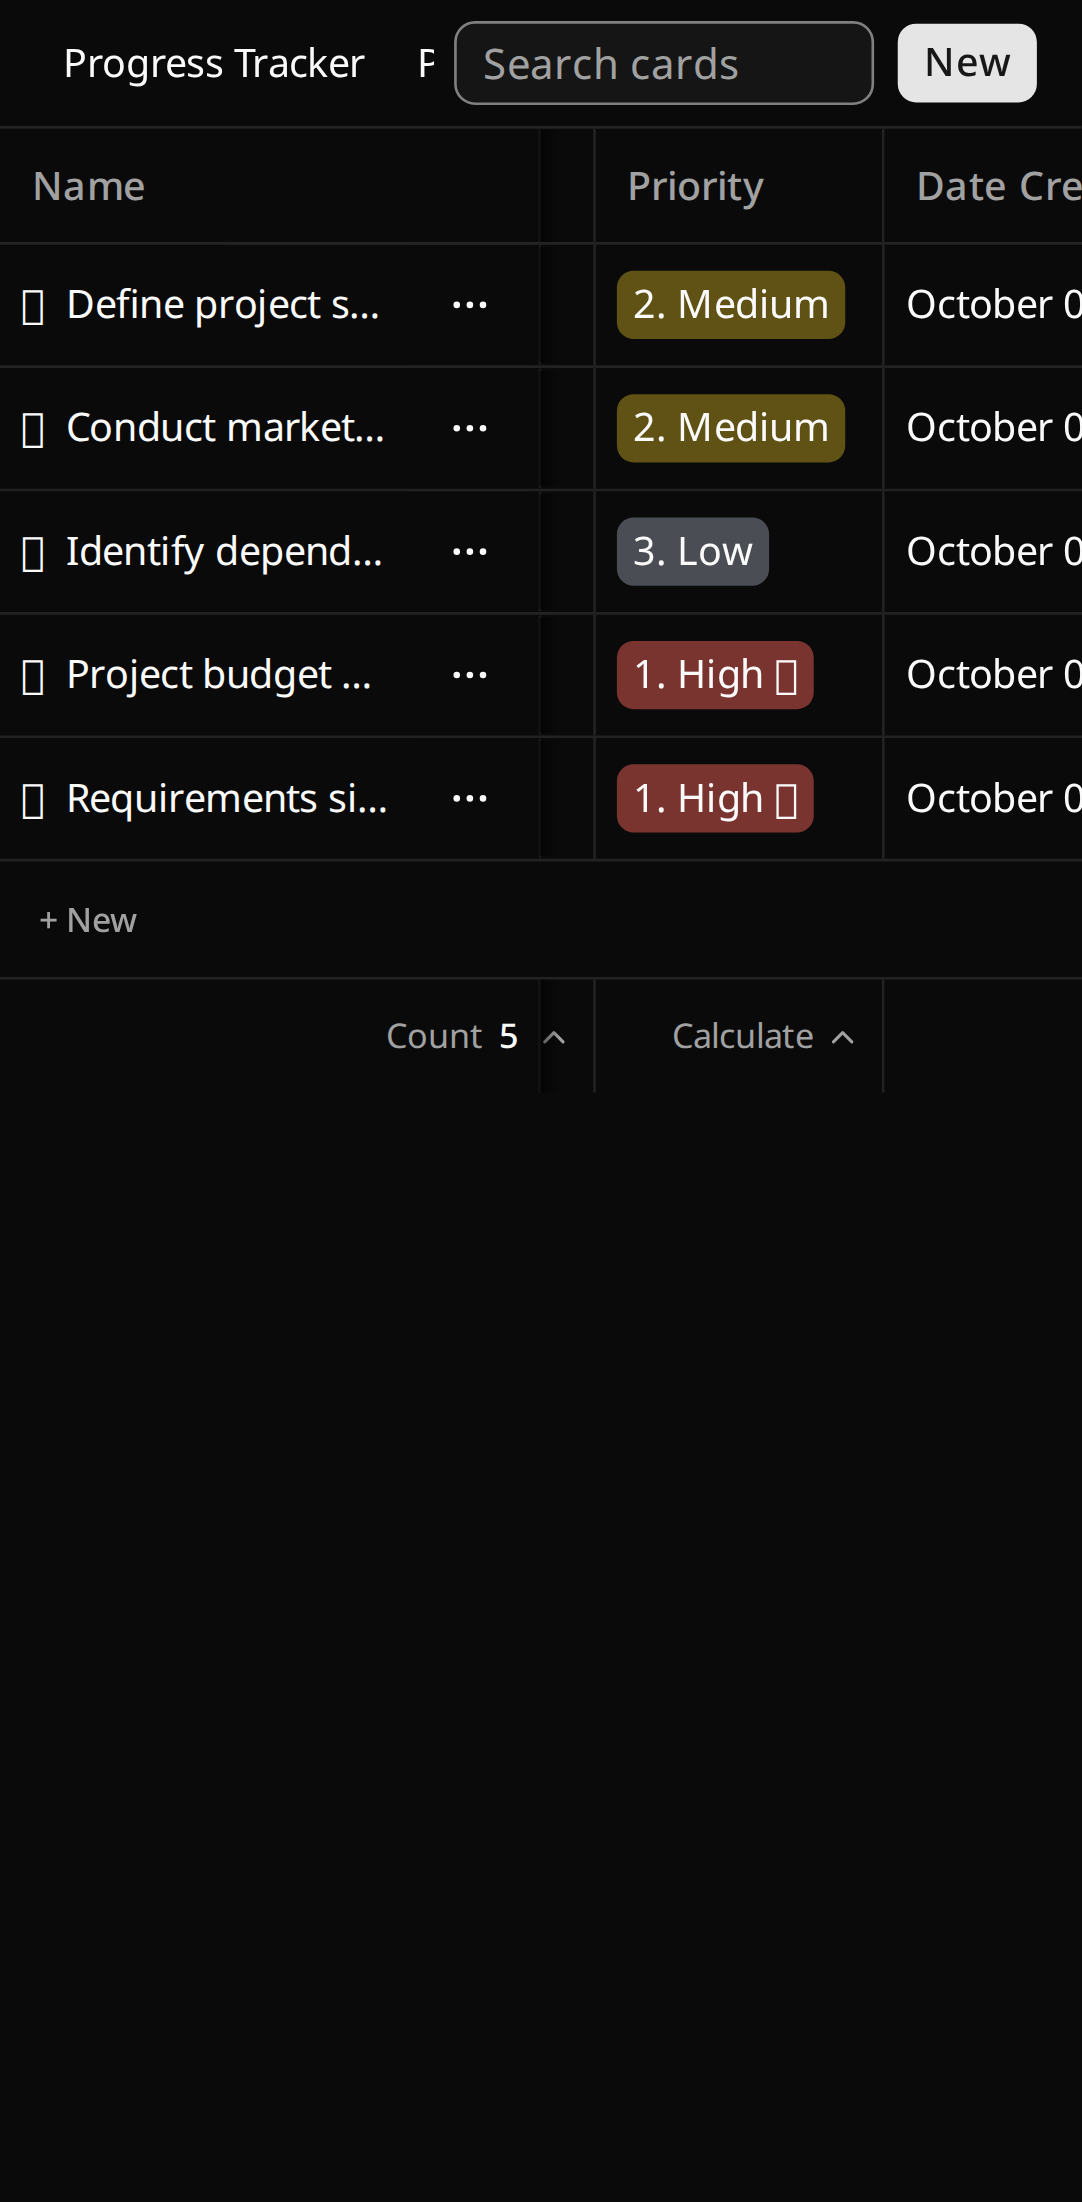 Progress Tracker P Search cards New
Name Priority Date Cre
Define project s... ... 2. Medium October 0
Conduct market... ... 2. Medium October 0
Identify depend... ... 3. Low October 0
Project budget ... ... 1. High October 0
Requirements si... ... 1. High October 0
+ New
Count 5 Calculate